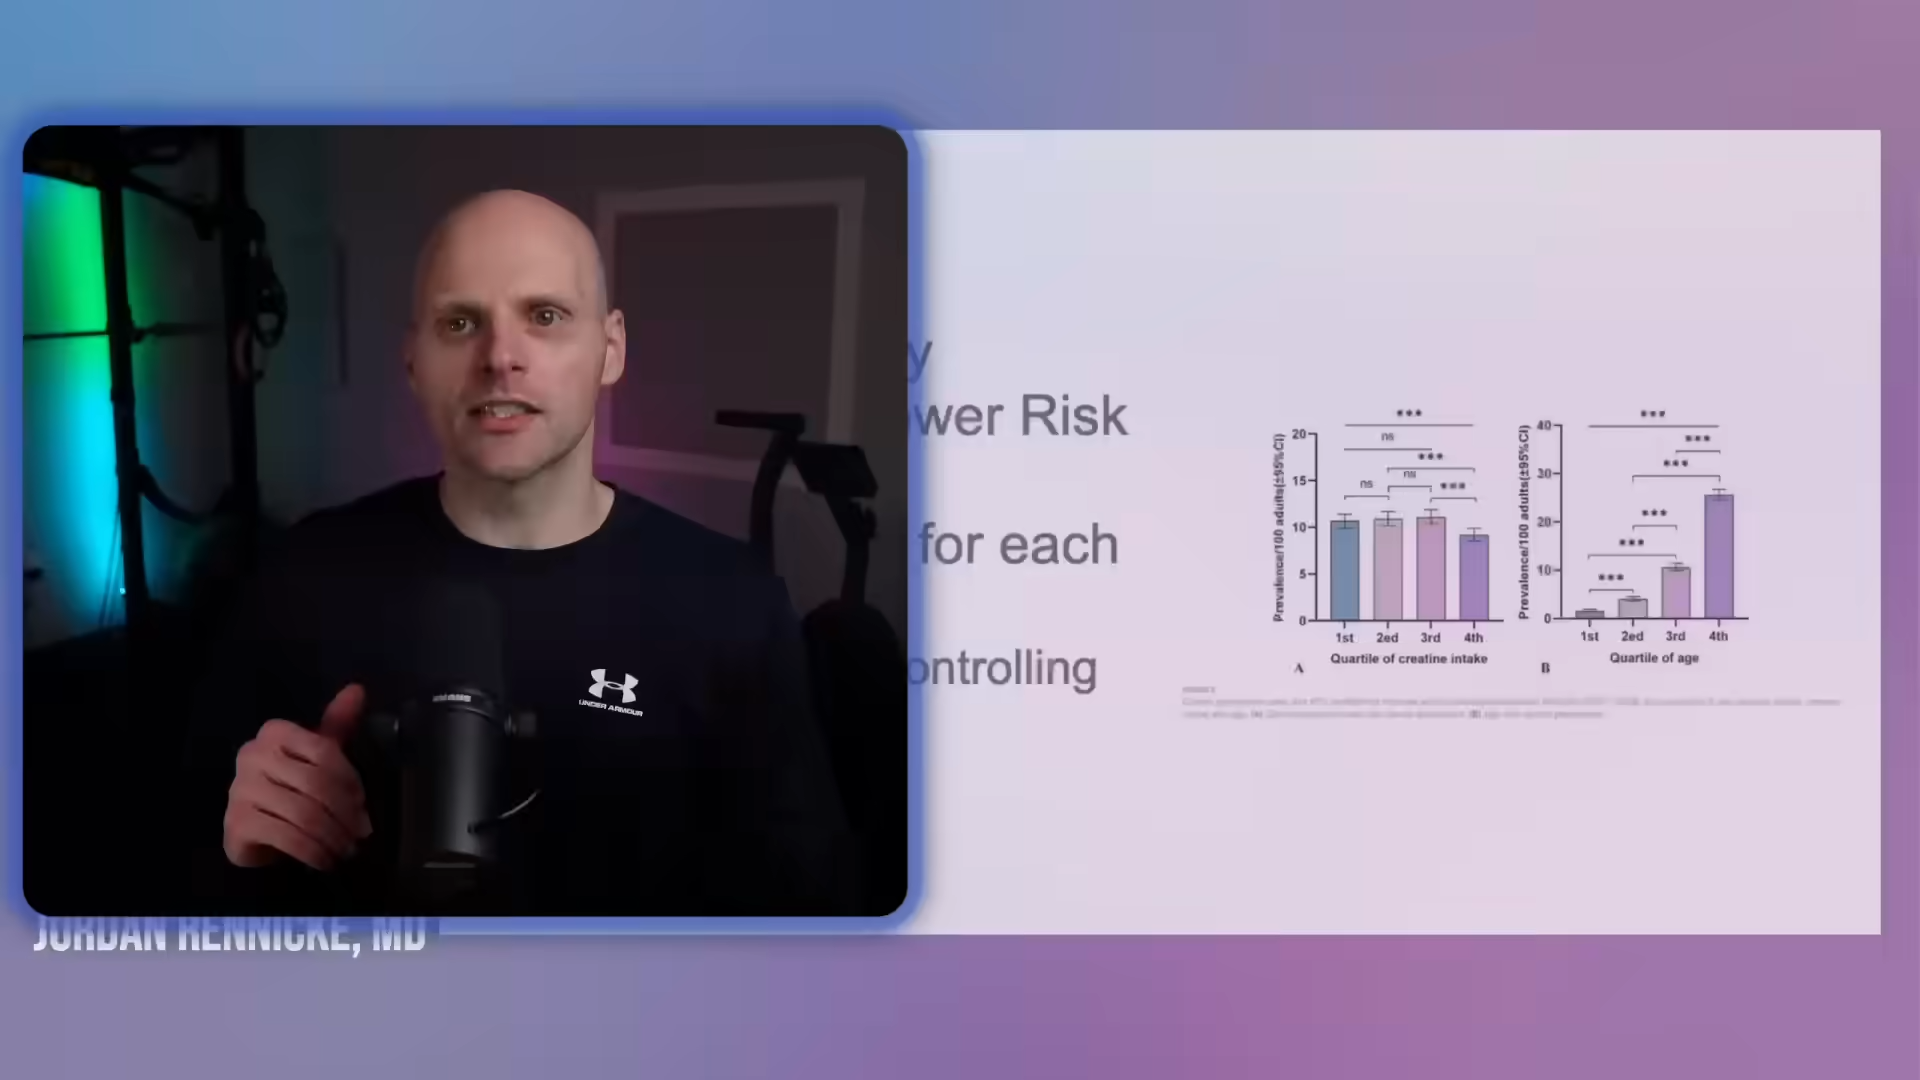 y
wer Risk
for each
ontrolling
***
ns
***
ns
ns
***
20
15
10
5
0
Prevalence/100 adults(±95%CI)
1st 2ed 3rd 4th
Quartile of creatine intake
A
***
***
***
***
***
***
40
30
20
10
0
Prevalence/100 adults(±95%CI)
1st 2ed 3rd 4th
Quartile of age
B
UNDER ARMOUR
JORDAN RENNICKE, MD